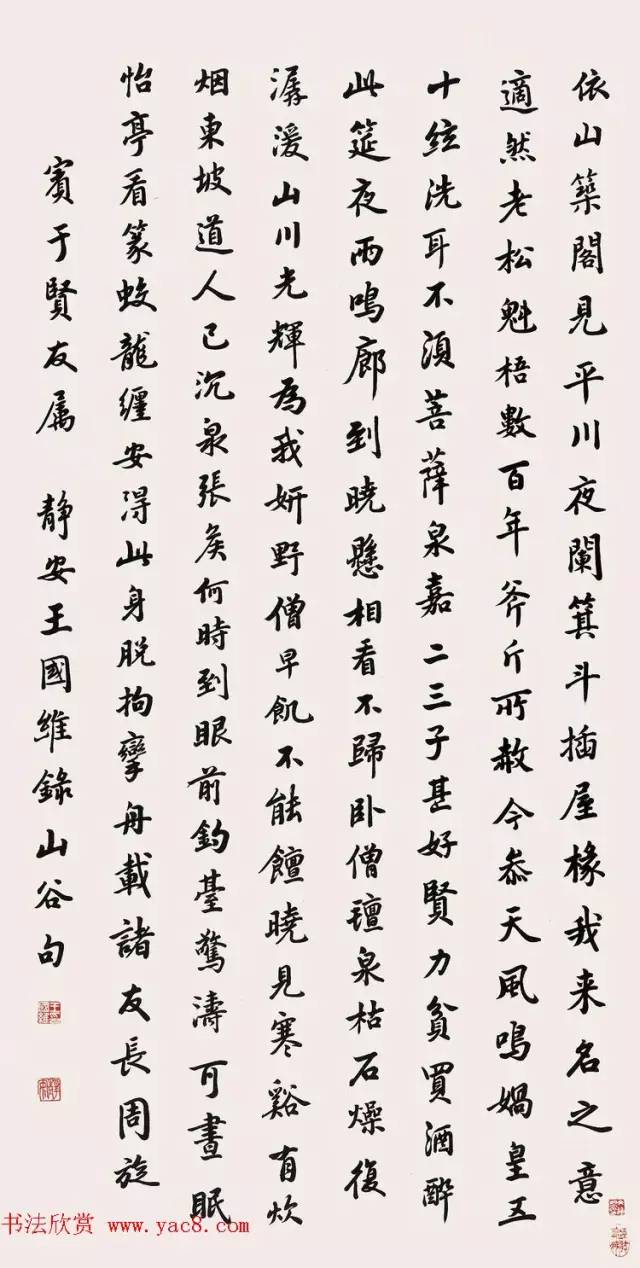 依山築閣見平川夜闌箕斗插屋椽我来名之意
適然老松魁梧數百年斧斤所赦今參天風鳴媧皇五
十弦洗耳不須菩薩泉嘉二三子甚好賢力貧買酒醉
此筵夜雨鳴廊到曉懸相看不歸卧僧氊泉枯石燥復
潺湲山川光輝為我妍野僧早飢不能饘曉見寒谿有炊
烟東坡道人已沉泉張矦何時到眼前釣臺驚濤可晝眠
怡亭看篆蛟龍纏安得此身脫拘攣舟載諸友長周旋
賓于賢友属 静安王國維錄山谷句
书法欣赏 www.yac8.com